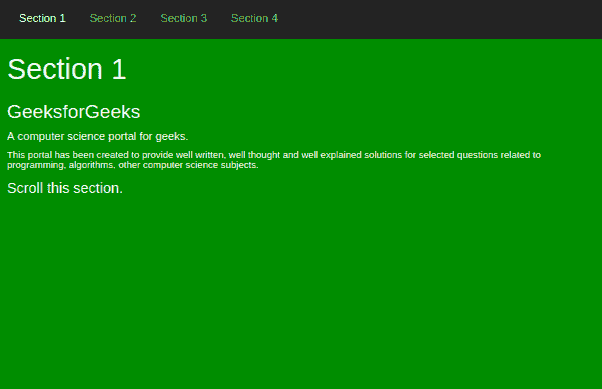 Section 1 Section 2 Section 3 Section 4
Section 1
GeeksforGeeks
A computer science portal for geeks.
This portal has been created to provide well written, well thought and well explained solutions for selected questions related to
programming, algorithms, other computer science subjects.
Scroll this section.